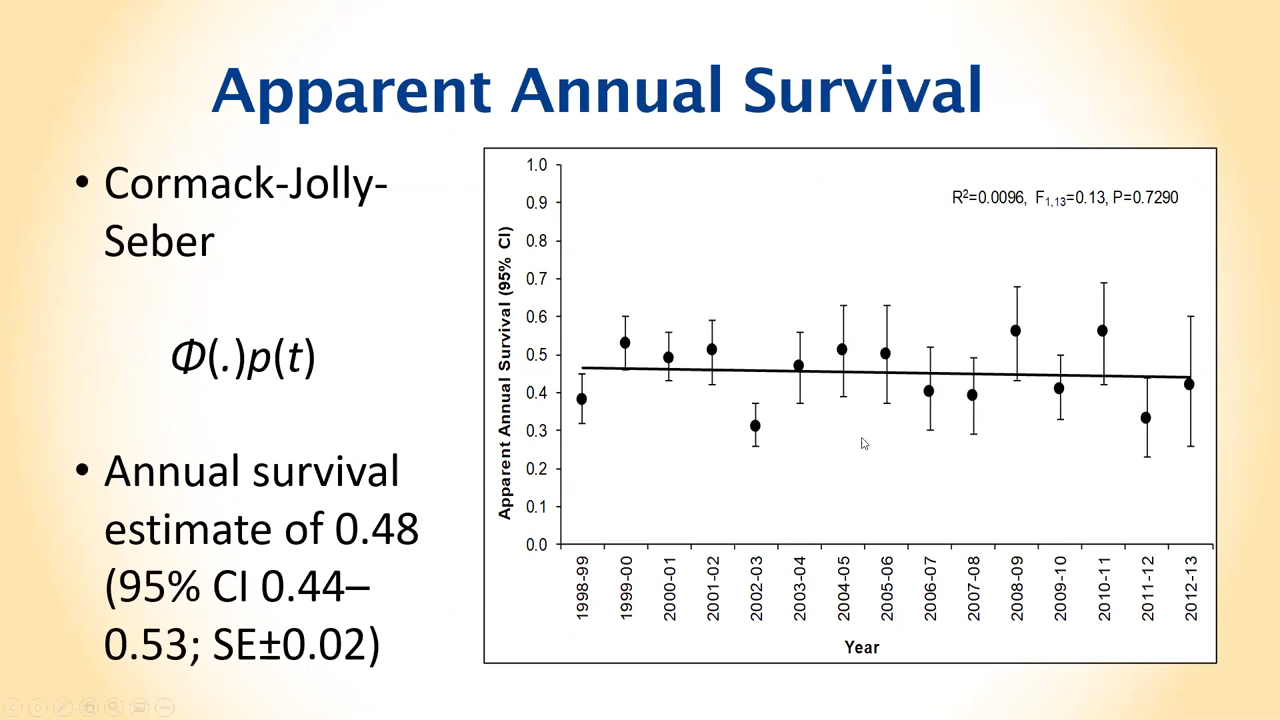 Apparent Annual Survival
• Cormack-Jolly-
Seber
Φ(.)p(t)
• Annual survival
estimate of 0.48
(95% CI 0.44–
0.53; SE±0.02)
R²=0.0096, F1,13=0.13, P=0.7290
Apparent Annual Survival (95% CI)
1.0
0.9
0.8
0.7
0.6
0.5
0.4
0.3
0.2
0.1
0.0
1998-99
1999-00
2000-01
2001-02
2002-03
2003-04
2004-05
2005-06
2006-07
2007-08
2008-09
2009-10
2010-11
2011-12
2012-13
Year